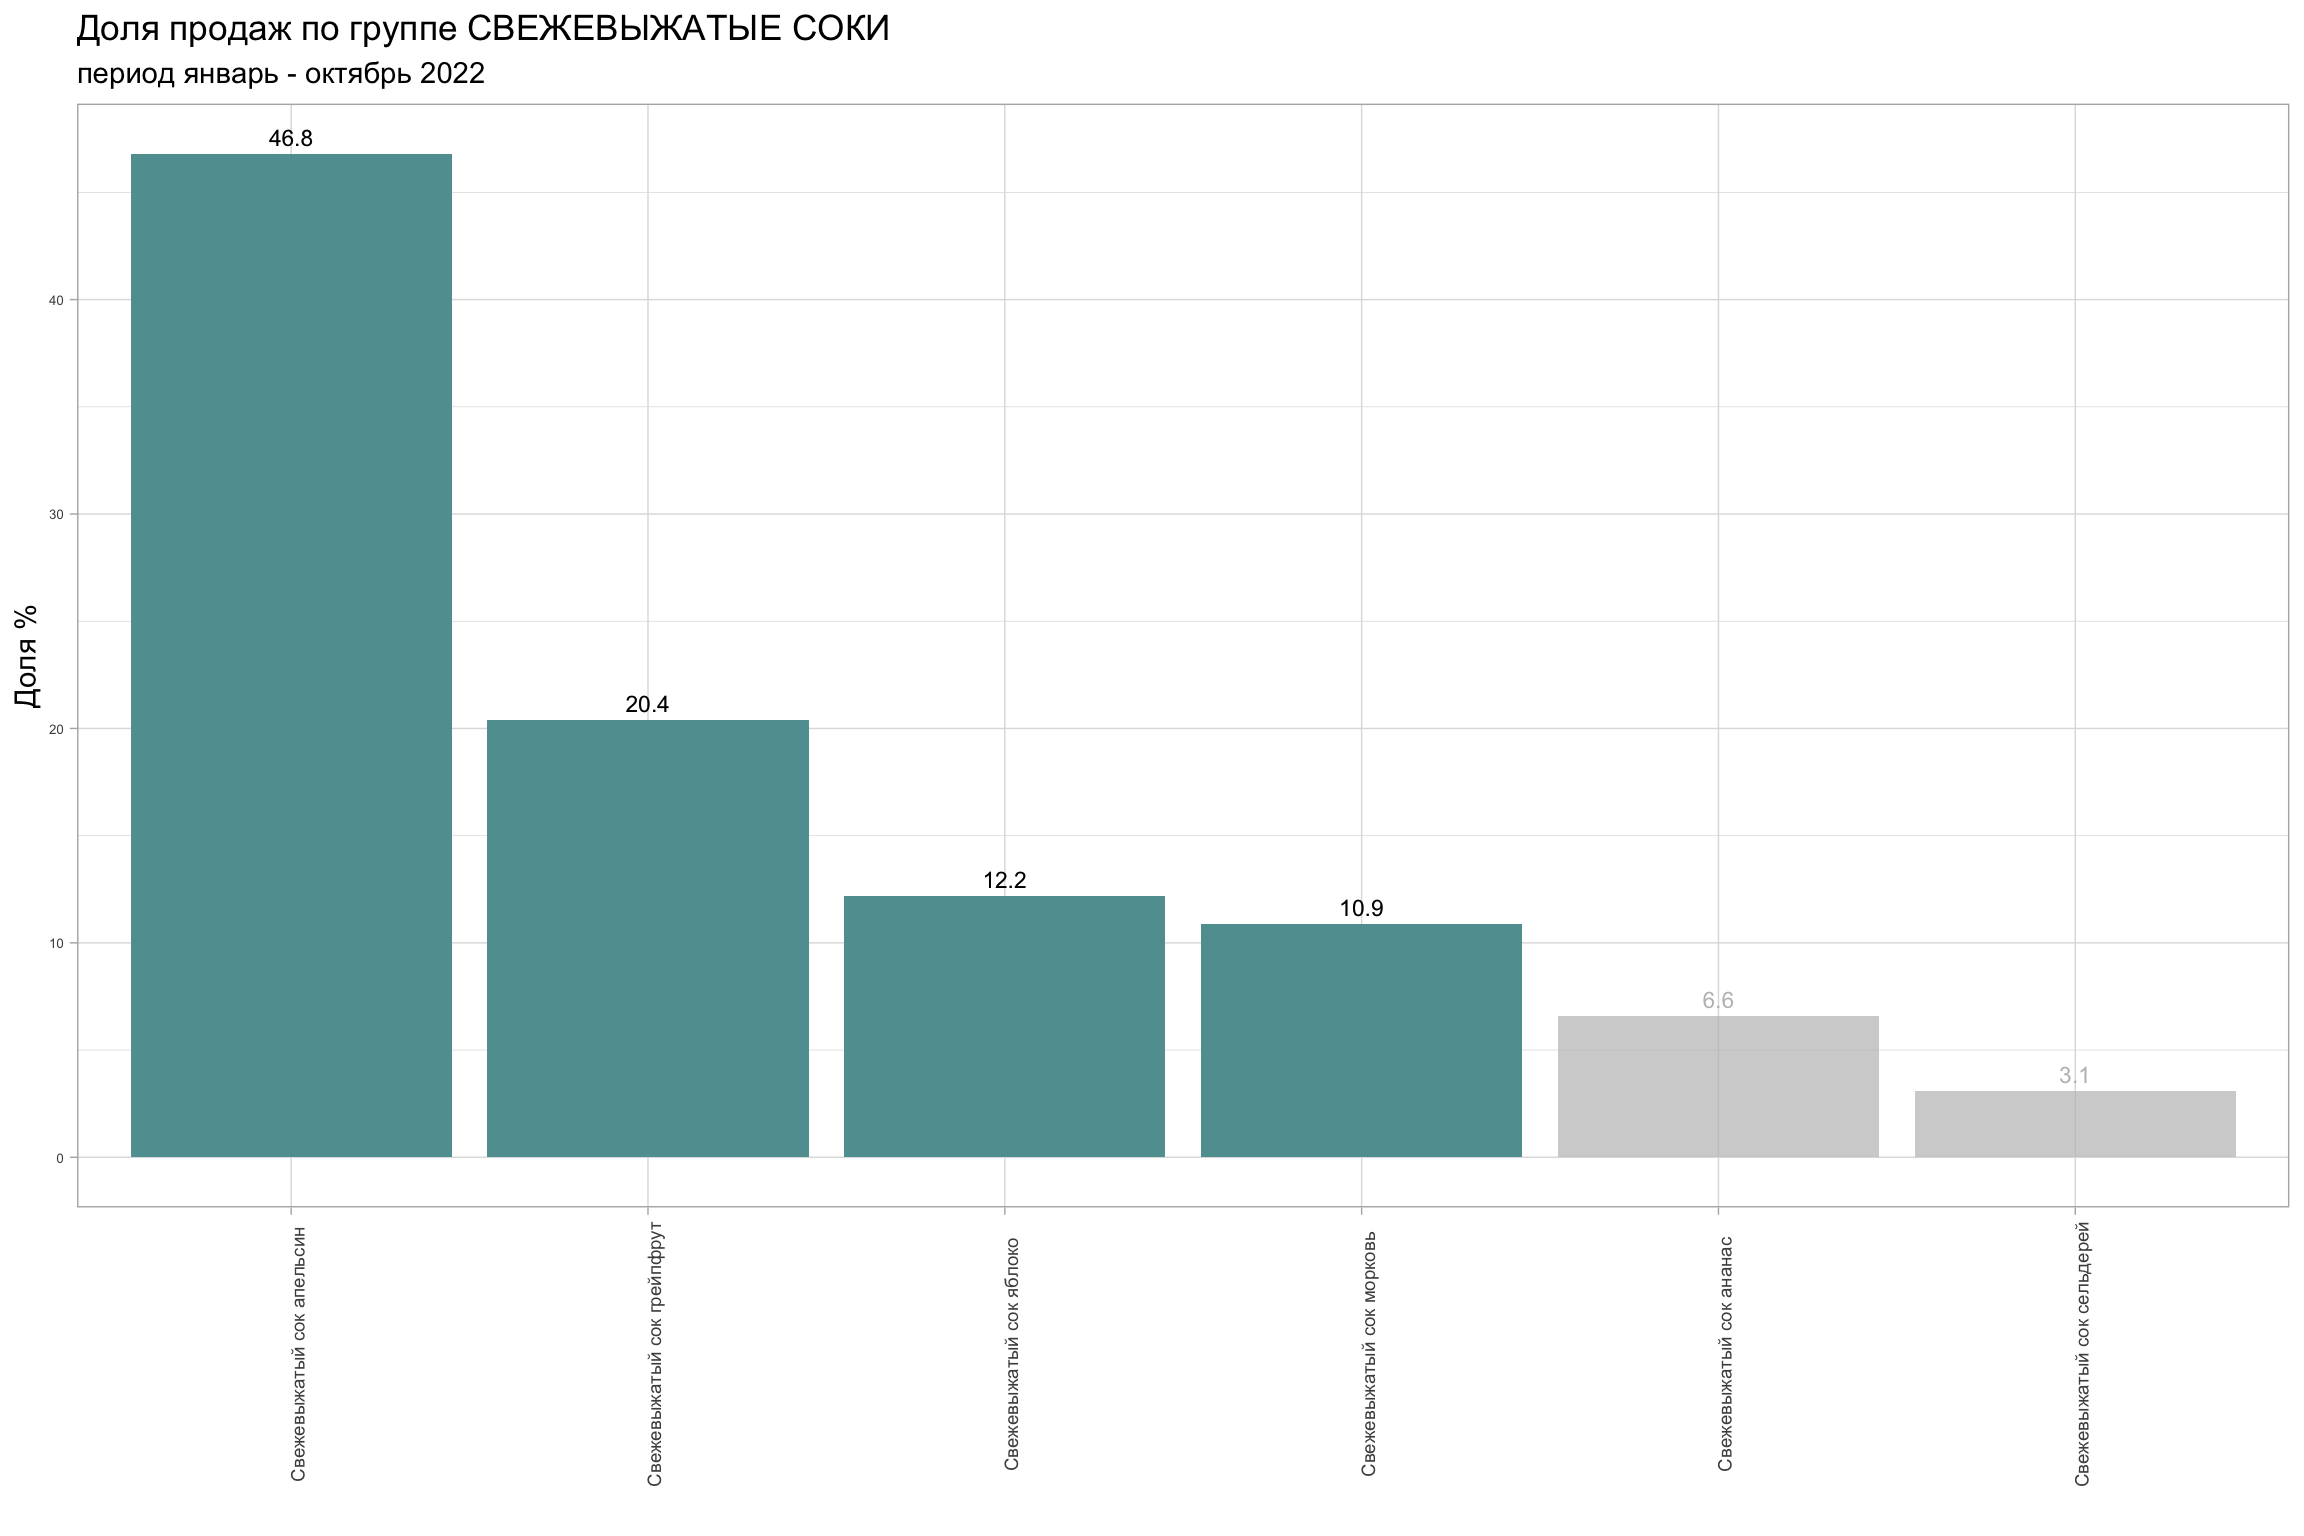 Доля продаж по группе СВЕЖЕВЫЖАТЫЕ СОКИ
период январь - октябрь 2022
Доля %
40
30
20
10
0
46.8
20.4
12.2
10.9
6.6
3.1
Свежевыжатый сок апельсин
Свежевыжатый сок грейпфрут
Свежевыжатый сок яблоко
Свежевыжатый сок морковь
Свежевыжатый сок ананас
Свежевыжатый сок сельдерей